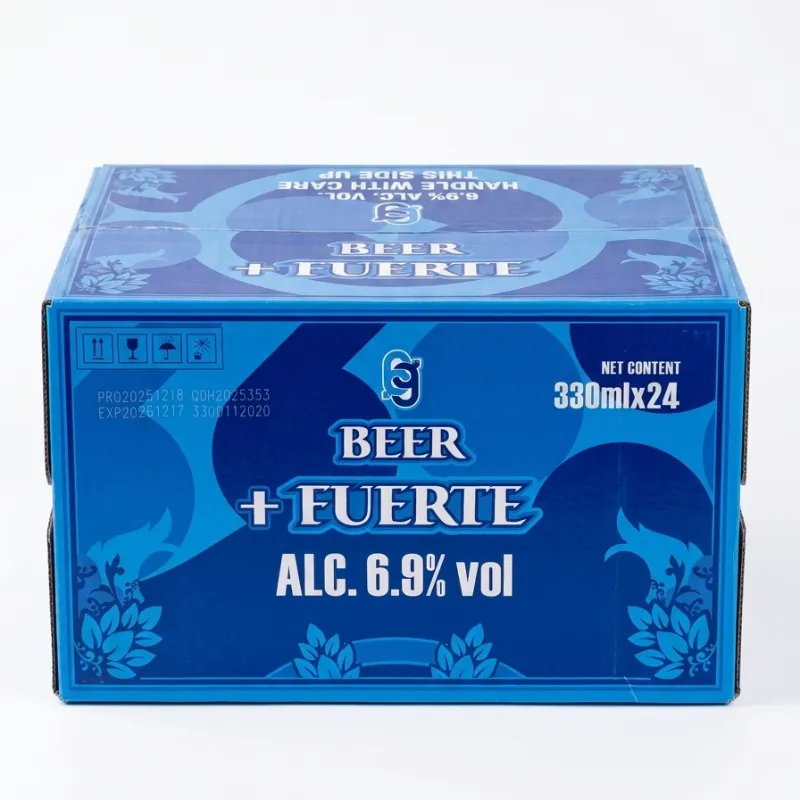 HANDLE WITH CARE
THIS SIDE UP
6.9% ALC. VOL.
BEER
+ FUERTE
PRO20251218 QDH2025353
EXP20261217 3300112020
NET CONTENT
330mlx24
BEER
+ FUERTE
ALC. 6.9% vol